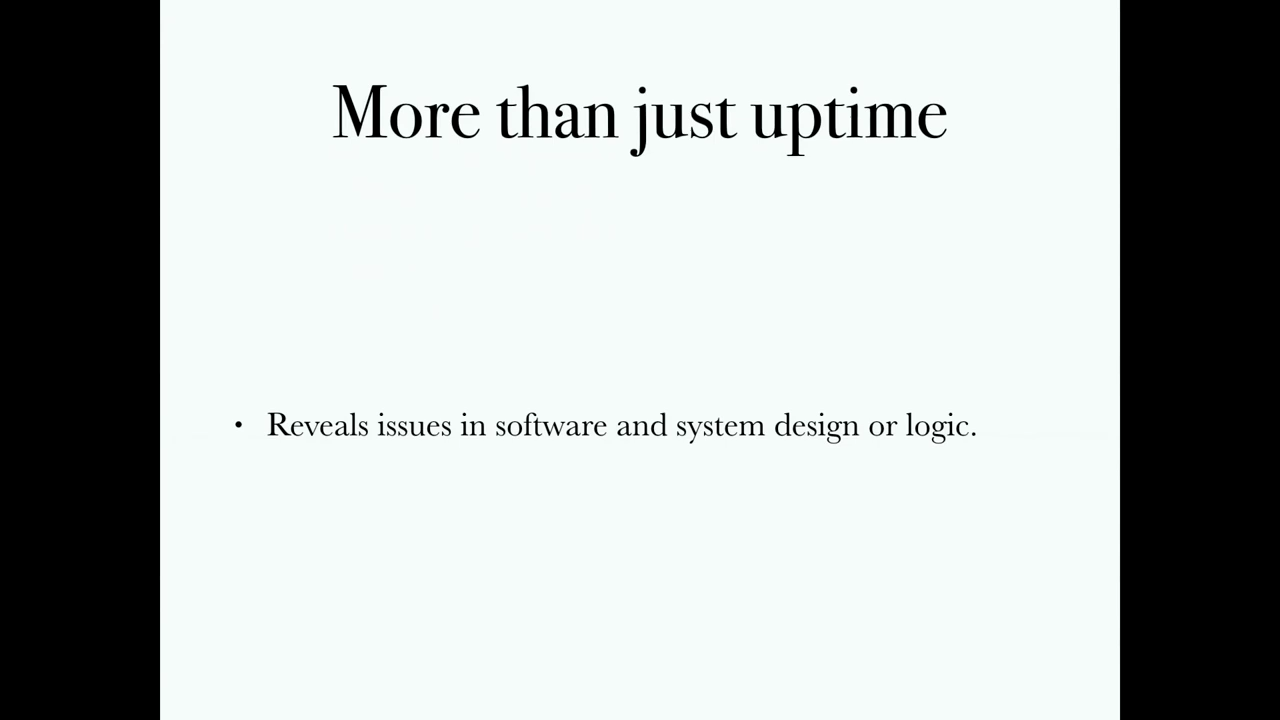 More than just uptime
• Reveals issues in software and system design or logic.